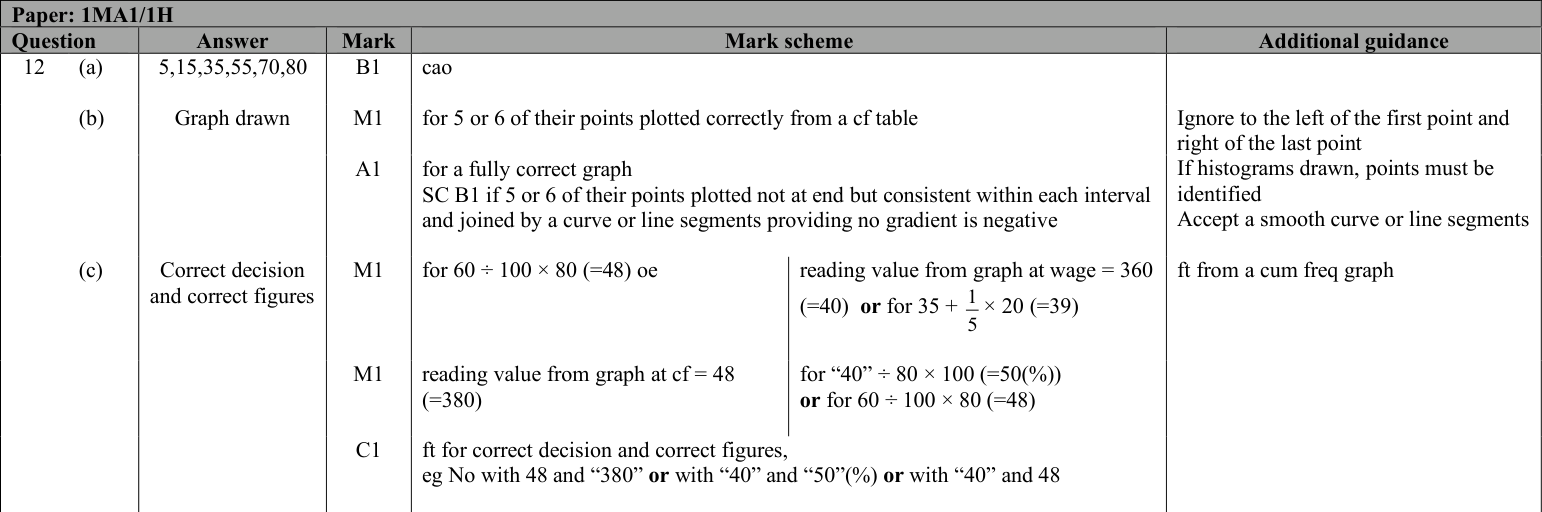 Paper: 1MA1/1H
Question Answer Mark Mark scheme Additional guidance
12 (a) 5,15,35,55,70,80 B1 cao
(b) Graph drawn M1 for 5 or 6 of their points plotted correctly from a cf table Ignore to the left of the first point and
right of the last point
A1 for a fully correct graph If histograms drawn, points must be
SC B1 if 5 or 6 of their points plotted not at end but consistent within each interval identified
and joined by a curve or line segments providing no gradient is negative Accept a smooth curve or line segments
(c) Correct decision M1 for 60 ÷ 100 × 80 (=48) oe reading value from graph at wage = 360 ft from a cum freq graph
and correct figures (=40) or for 35 + 1/5 × 20 (=39)
M1 reading value from graph at cf = 48 for “40” ÷ 80 × 100 (=50(%))
(=380) or for 60 ÷ 100 × 80 (=48)
C1 ft for correct decision and correct figures,
eg No with 48 and “380” or with “40” and “50”(%) or with “40” and 48